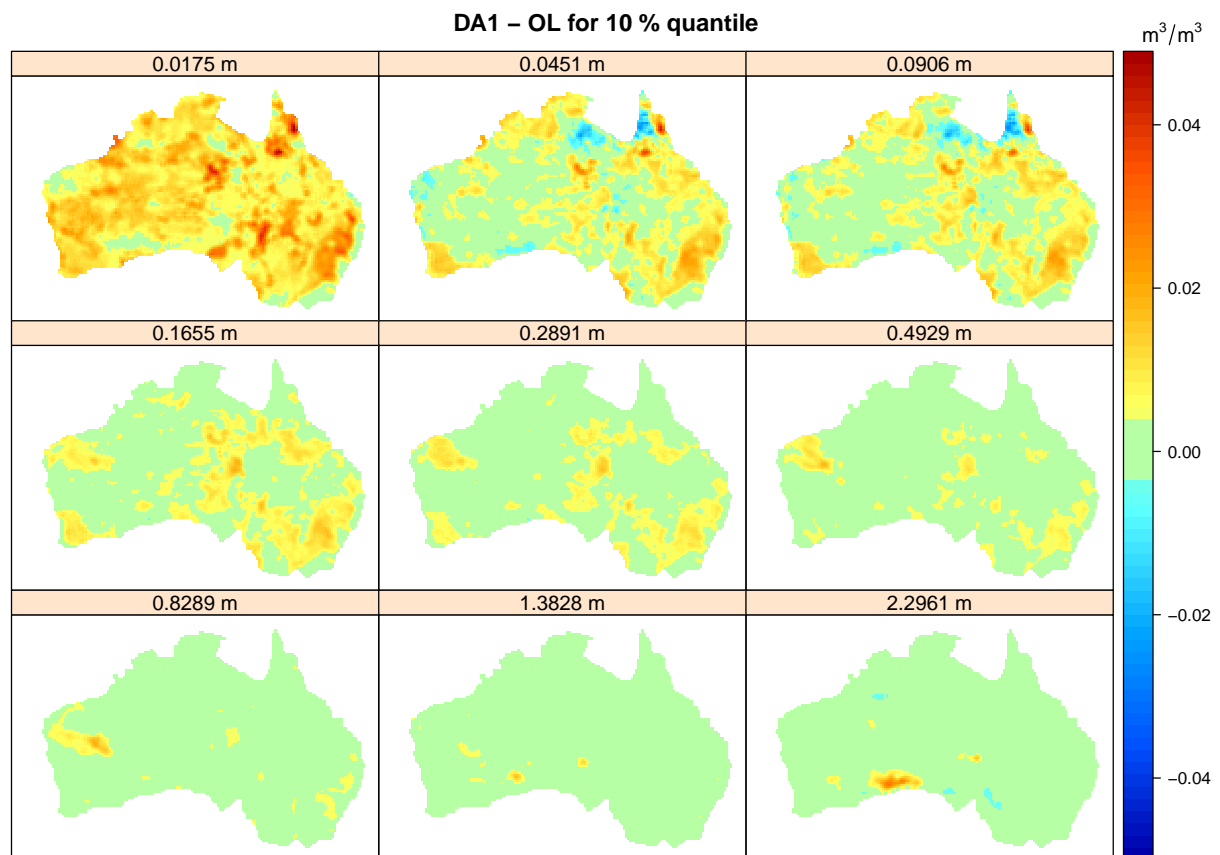 DA1 − OL for 10 % quantile
m³/m³
0.0175 m
0.0451 m
0.0906 m
0.04
0.02
0.1655 m
0.2891 m
0.4929 m
0.00
−0.02
0.8289 m
1.3828 m
2.2961 m
−0.04